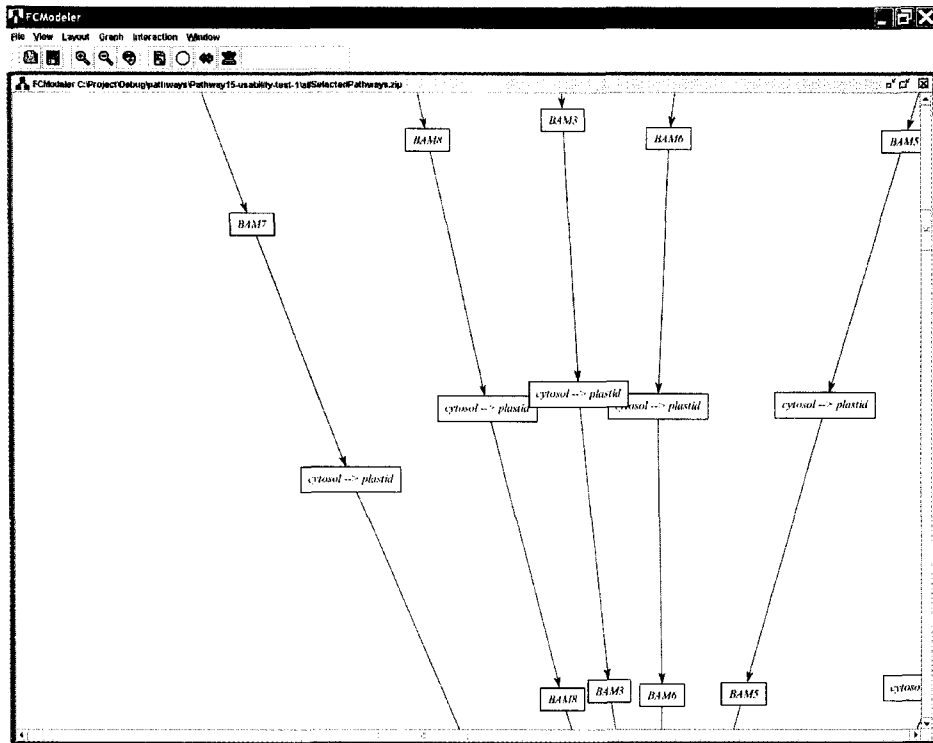 FCModeler
File View Layout Graph Interaction Window
FCModeler C:\Project\Debug\pathways\Pathway15-usability-test-1\allSelectedPathways.zip
BAM3
BAM8
BAM6
BAM5
BAM7
cytosol --> plastid
cytosol --> plastid
cytosol --> plastid
cytosol --> plastid
cytosol --> plastid
BAM8
BAM3
BAM6
BAM5
cytosol